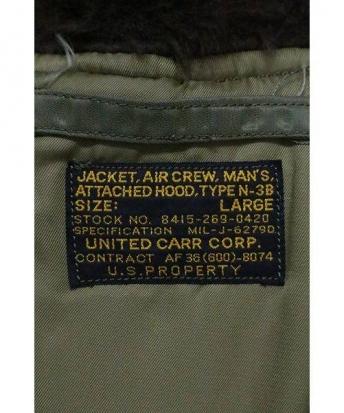 JACKET, AIR CREW, MAN'S,
ATTACHED HOOD, TYPE N-3B
SIZE: LARGE
STOCK NO. 8415-269-0420
SPECIFICATION MIL-J-6279D
UNITED CARR CORP.
CONTRACT AF 36(600)-8074
U.S. PROPERTY